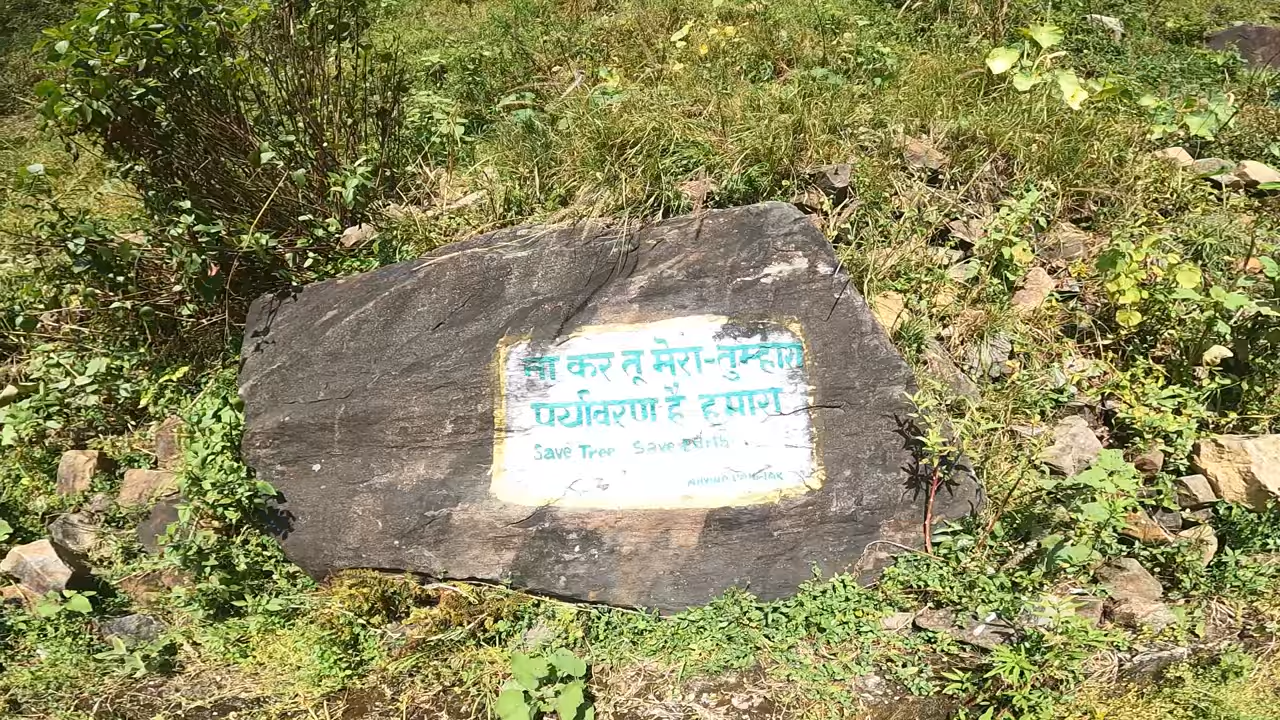 ना कर तू मेरा-तुम्हारा
पर्यावरण है हमारा
Save Tree Save earth